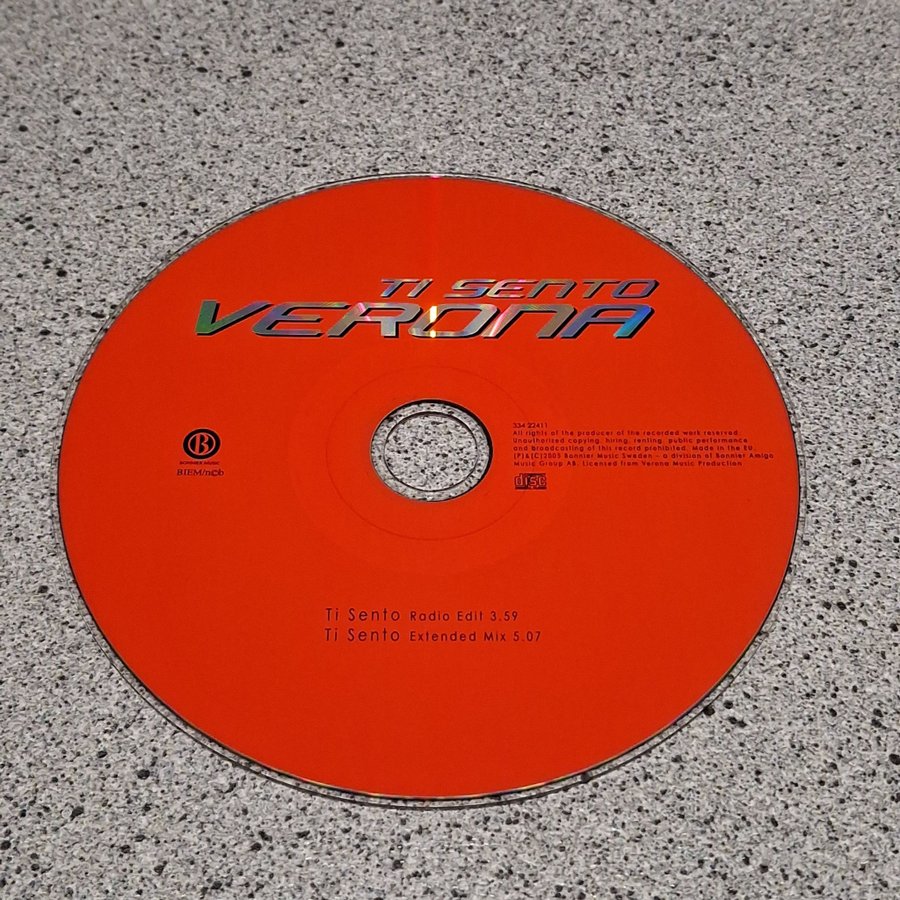 TI SENTO
VERONA
B
BONNIER MUSIC
BIEM/n©b
334 22411
All rights of the producer of the recorded work reserved.
Unauthorized copying, hiring, renting, public performance
and broadcasting of this record prohibited. Made in the EU.
(P)&(C)2005 Bonnier Music Sweden - a division of Bonnier Amigo
Music Group AB. Licensed from Verona Music Production
disc
Ti Sento Radio Edit 3.59
Ti Sento Extended Mix 5.07